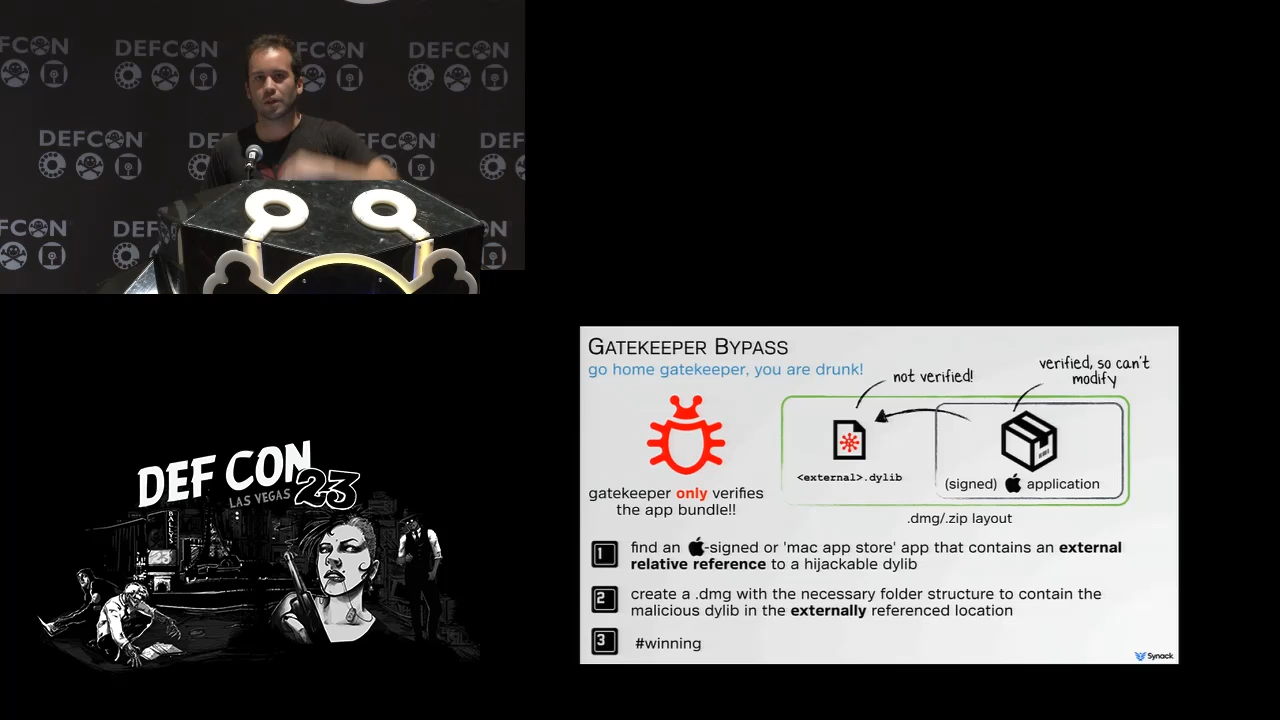 DEFCON
DEFCON
DEFCON
DEFCON
DEFCON
DEFCON
DEFCON
DEFCON
GATEKEEPER BYPASS
go home gatekeeper, you are drunk!
not verified!
verified, so can't
modify
<external>.dylib
(signed) application
.dmg/.zip layout
gatekeeper only verifies
the app bundle!!
1
find an -signed or 'mac app store' app that contains an external
relative reference to a hijackable dylib
2
create a .dmg with the necessary folder structure to contain the
malicious dylib in the externally referenced location
3
#winning
Synack
DEF CON
LAS VEGAS 23
BALLY'S